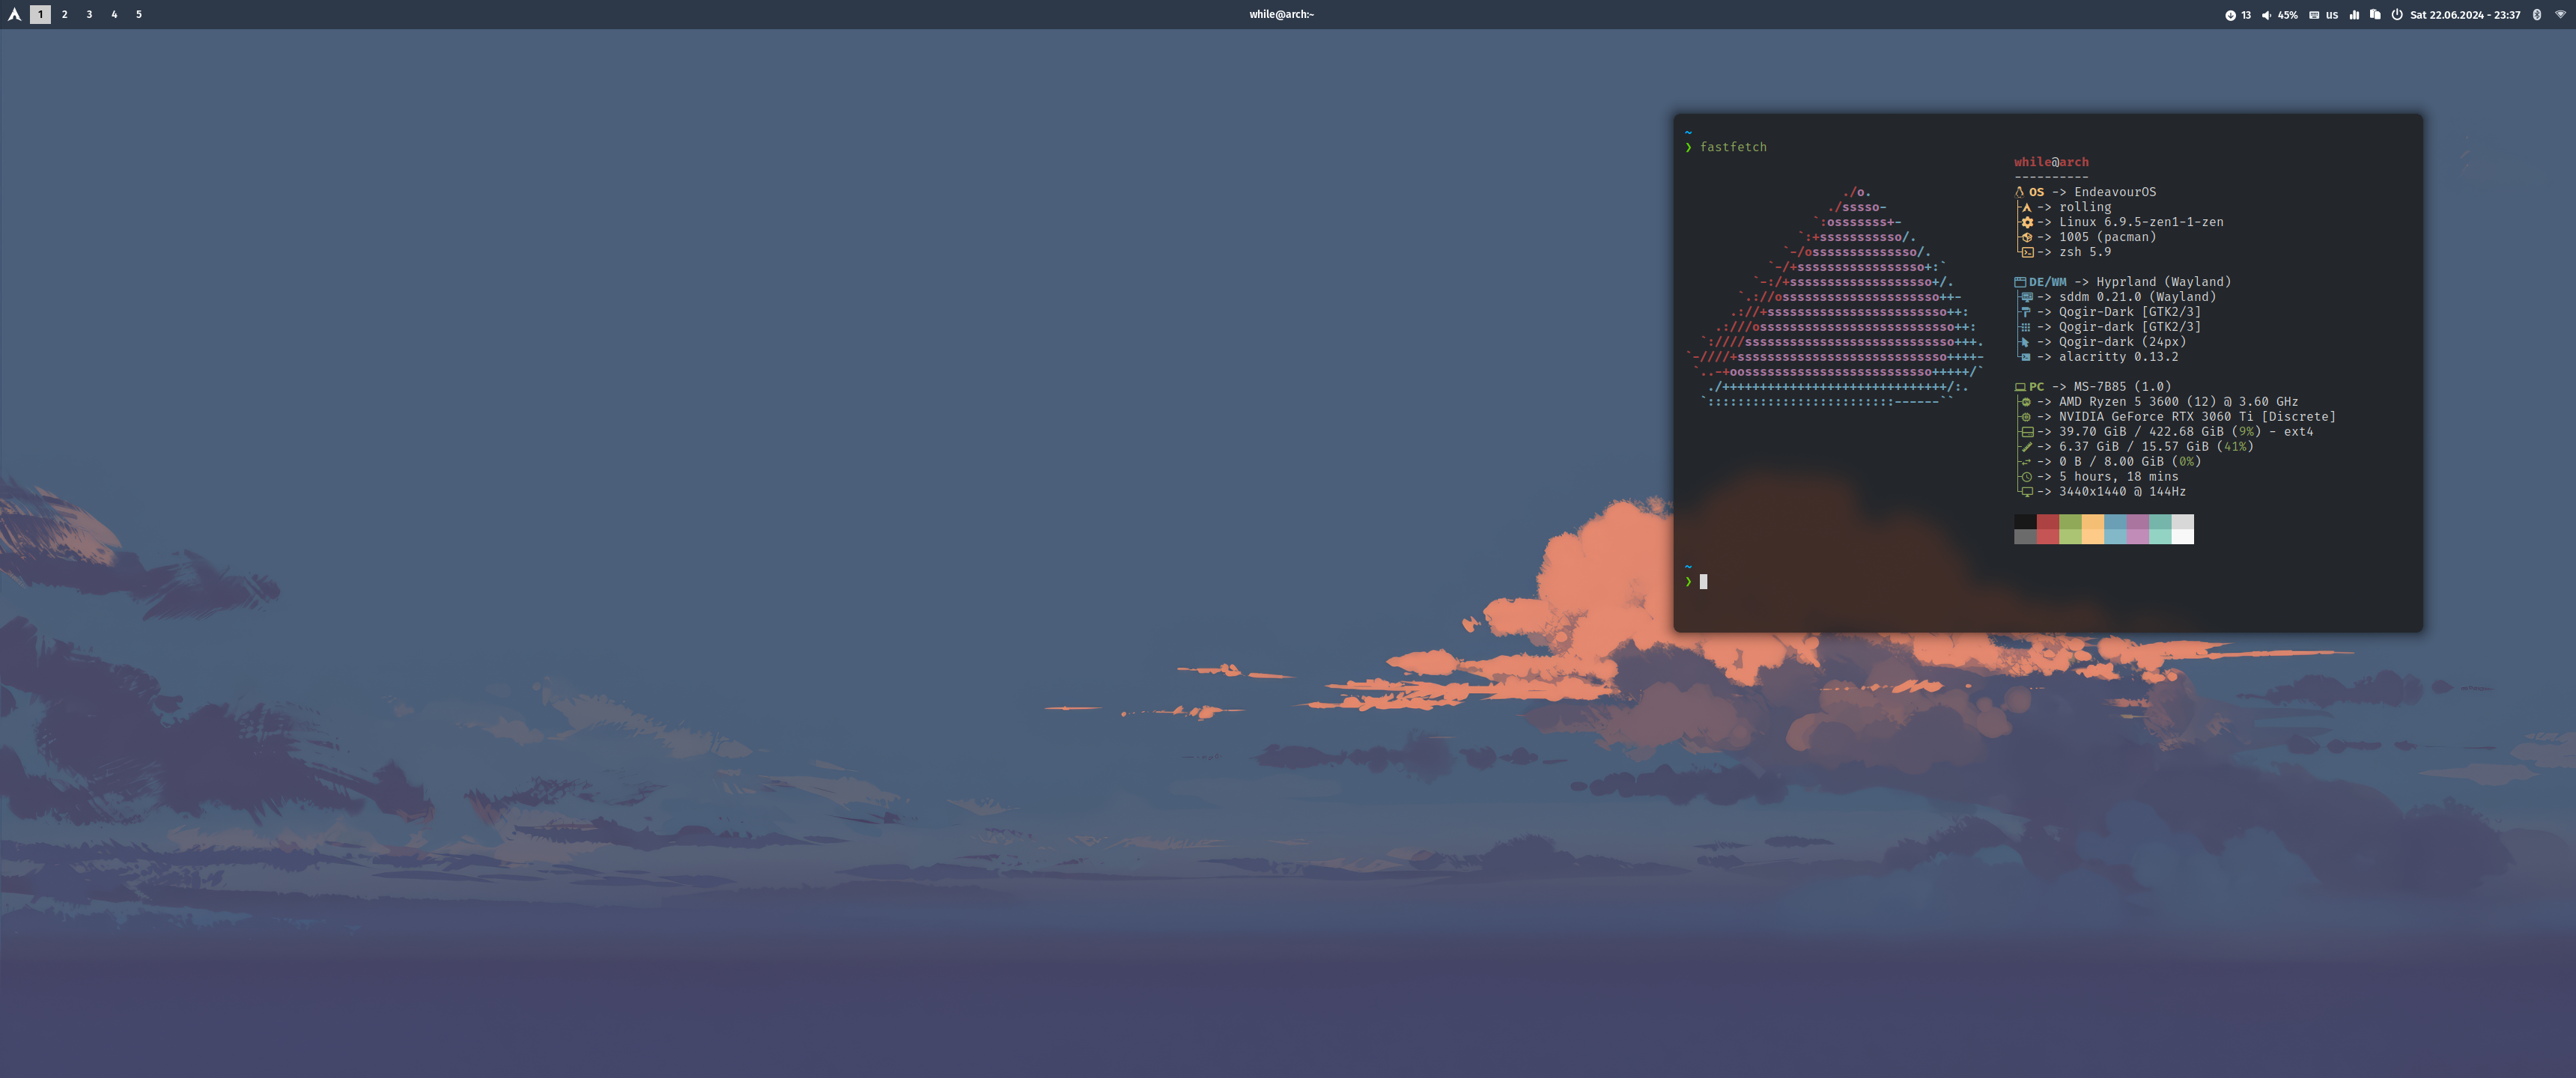 1 2 3 4 5
while@arch:~
13 45% us Sat 22.06.2024 - 23:37
~
❯ fastfetch
while@arch
----------
./o.
OS -> EndeavourOS
./sssso-
-> rolling
`:osssssss+-
-> Linux 6.9.5-zen1-1-zen
`:+sssssssssso/.
-> 1005 (pacman)
`-/ossssssssssssso/.
-> zsh 5.9
`-/+sssssssssssssssso+:`
`-:/+sssssssssssssssssso+/.
DE/WM -> Hyprland (Wayland)
`.://osssssssssssssssssssso++-
-> sddm 0.21.0 (Wayland)
.://+ssssssssssssssssssssssso++:
-> Qogir-Dark [GTK2/3]
.:///ossssssssssssssssssssssssso++:
-> Qogir-dark [GTK2/3]
`:////ssssssssssssssssssssssssssso+++.
-> Qogir-dark (24px)
`-////+ssssssssssssssssssssssssssso++++-
-> alacritty 0.13.2
`..-+oosssssssssssssssssssssssso+++++/`
./++++++++++++++++++++++++++++++/:.
PC -> MS-7B85 (1.0)
`:::::::::::::::::::::::::------``
-> AMD Ryzen 5 3600 (12) @ 3.60 GHz
-> NVIDIA GeForce RTX 3060 Ti [Discrete]
-> 39.70 GiB / 422.68 GiB (9%) - ext4
-> 6.37 GiB / 15.57 GiB (41%)
-> 0 B / 8.00 GiB (0%)
-> 5 hours, 18 mins
-> 3440x1440 @ 144Hz
~
❯